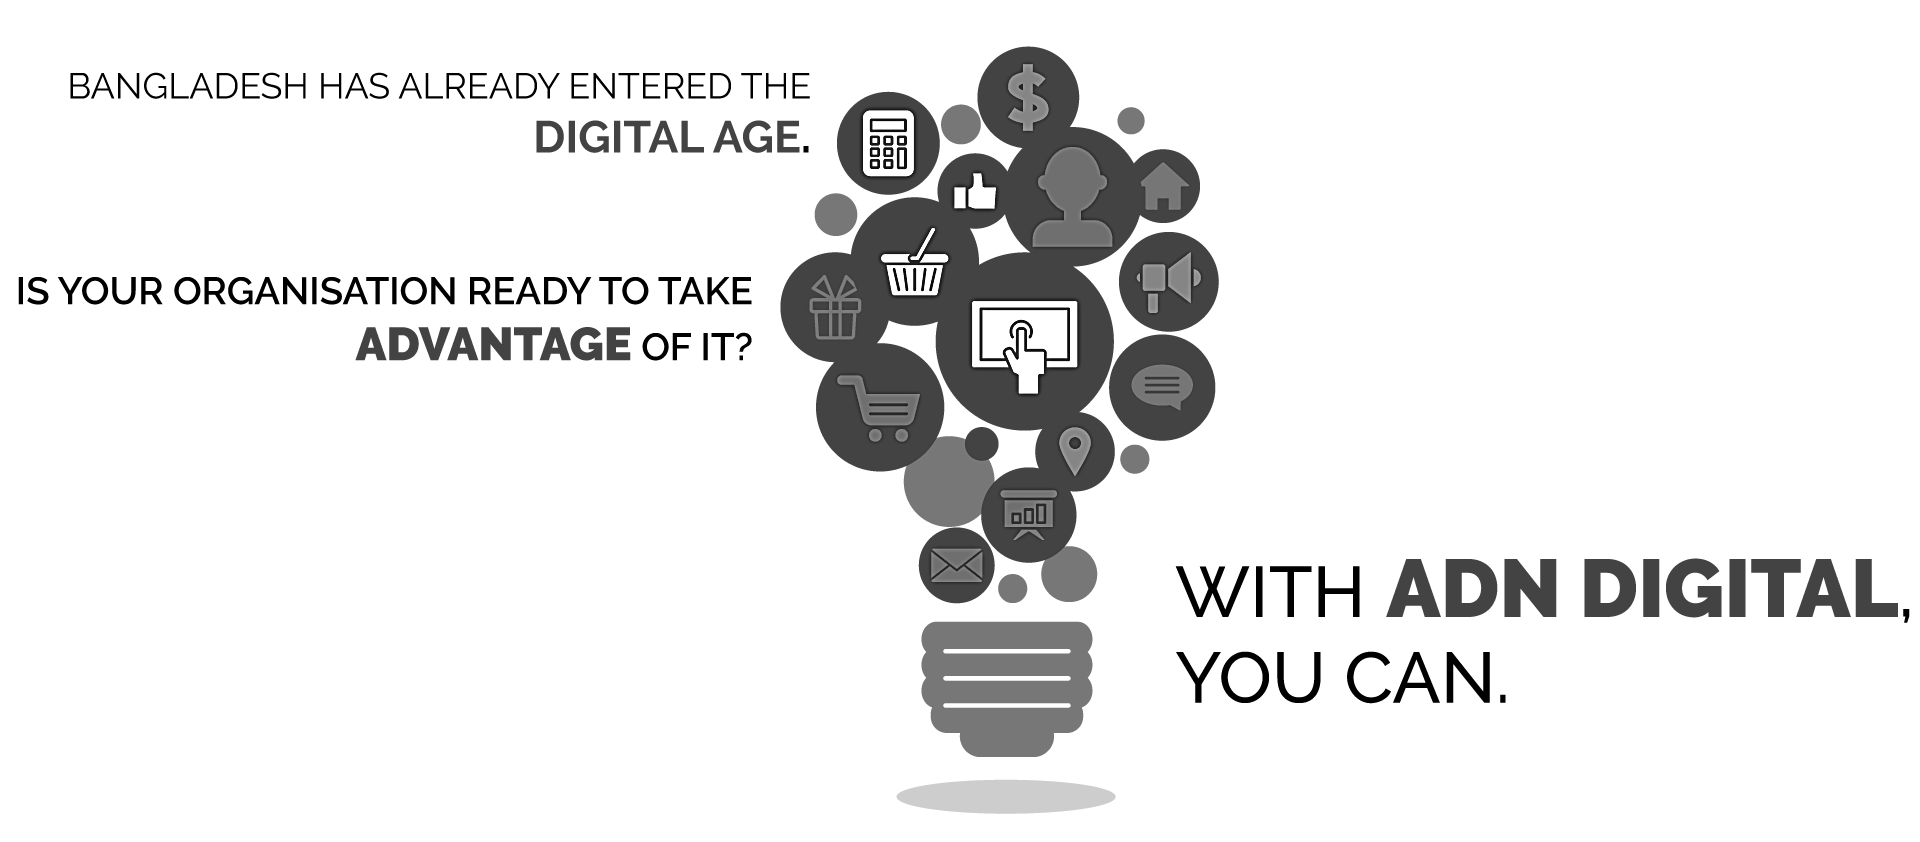 BANGLADESH HAS ALREADY ENTERED THE
DIGITAL AGE.
IS YOUR ORGANISATION READY TO TAKE
ADVANTAGE OF IT?
WITH ADN DIGITAL,
YOU CAN.